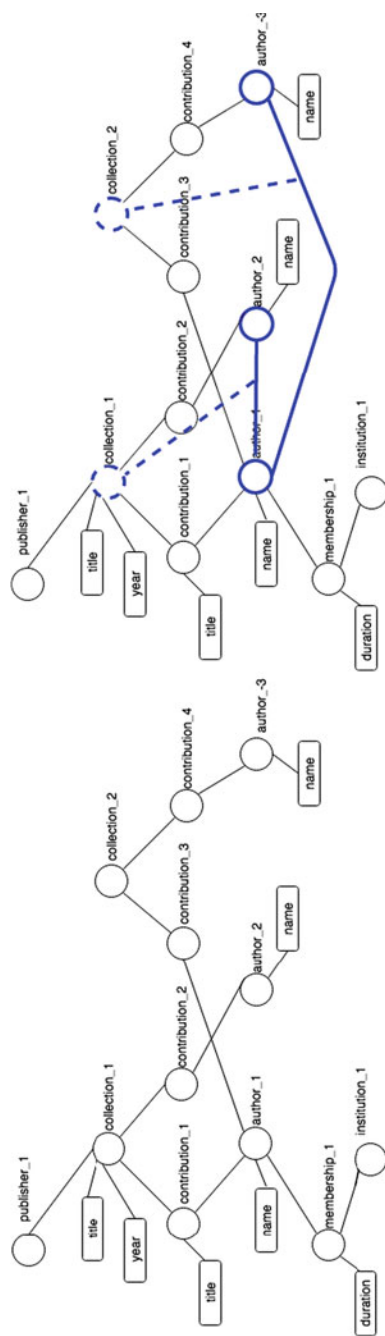 publisher_1
collection_1
collection_2
title
year
contribution_1
contribution_2
contribution_3
contribution_4
title
author_1
author_2
author_-3
name
name
name
membership_1
institution_1
duration
publisher_1
collection_1
collection_2
title
year
contribution_1
contribution_2
contribution_3
contribution_4
title
author_1
author_2
author_-3
name
name
name
membership_1
institution_1
duration